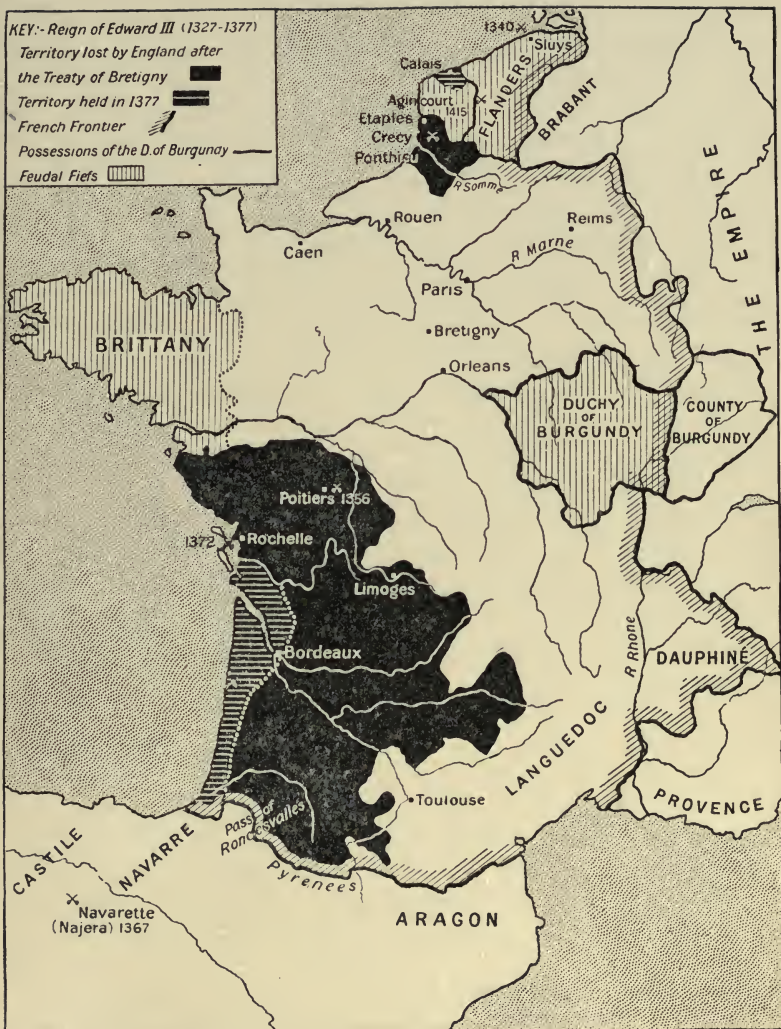 KEY:- Reign of Edward III (1327-1377)
Territory lost by England after
the Treaty of Bretigny
Territory held in 1377
French Frontier
Possessions of the D. of Burgundy
Feudal Fiefs
1340
Sluys
Calais
FLANDERS
BRABANT
Agincourt
1415
Etaples
Crecy
Ponthieu
R Somme
THE EMPIRE
Rouen
Reims
Caen
R Marne
Paris
BRITTANY
Bretigny
Orleans
DUCHY
OF
BURGUNDY
COUNTY
OF
BURGUNDY
Poitiers 1356
1372
Rochelle
Limoges
Bordeaux
R Rhone
DAUPHINE
LANGUEDOC
Toulouse
PROVENCE
Pass of
Roncesvalles
CASTILE
NAVARRE
Pyrenees
Navarette
(Najera) 1367
ARAGON